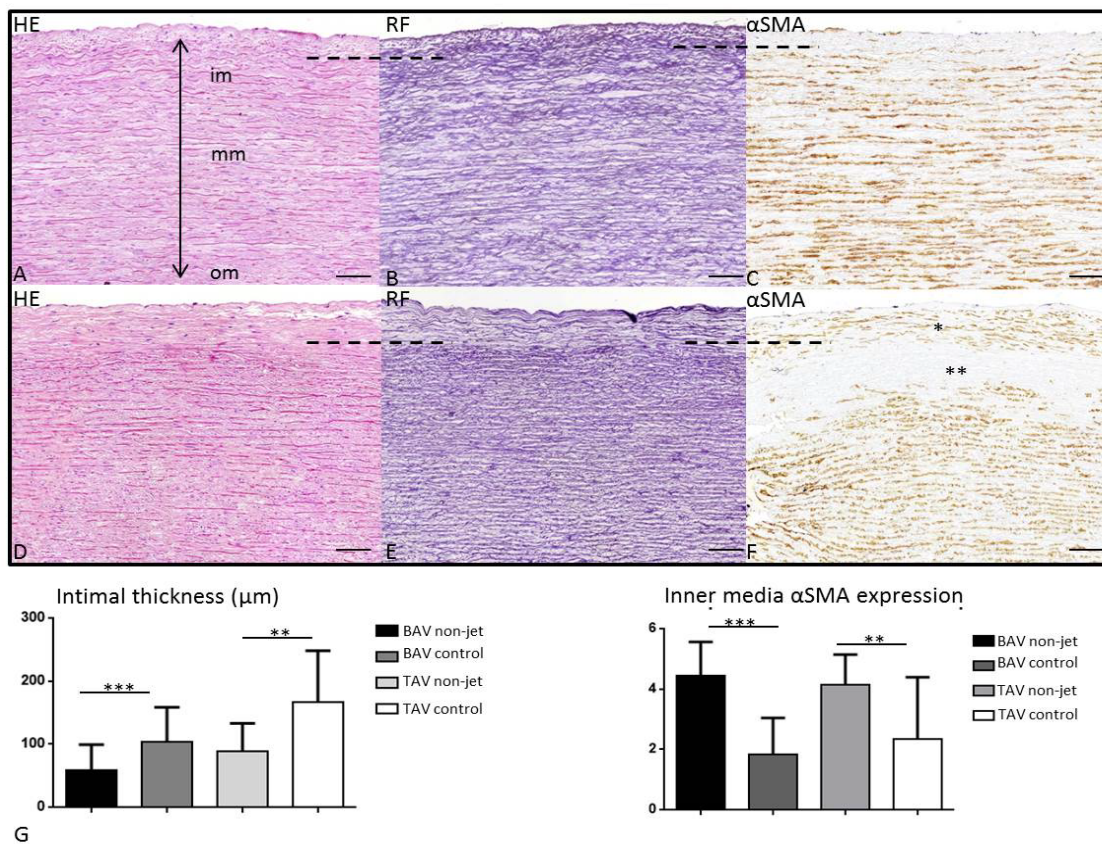 HE
RF
αSMA
im
mm
om
A
B
C
HE
RF
αSMA
*
**
D
E
F
Intimal thickness (µm)
300
200
100
0
***
**
BAV non-jet
BAV control
TAV non-jet
TAV control
Inner media αSMA expression
6
4
2
0
***
**
BAV non-jet
BAV control
TAV non-jet
TAV control
G